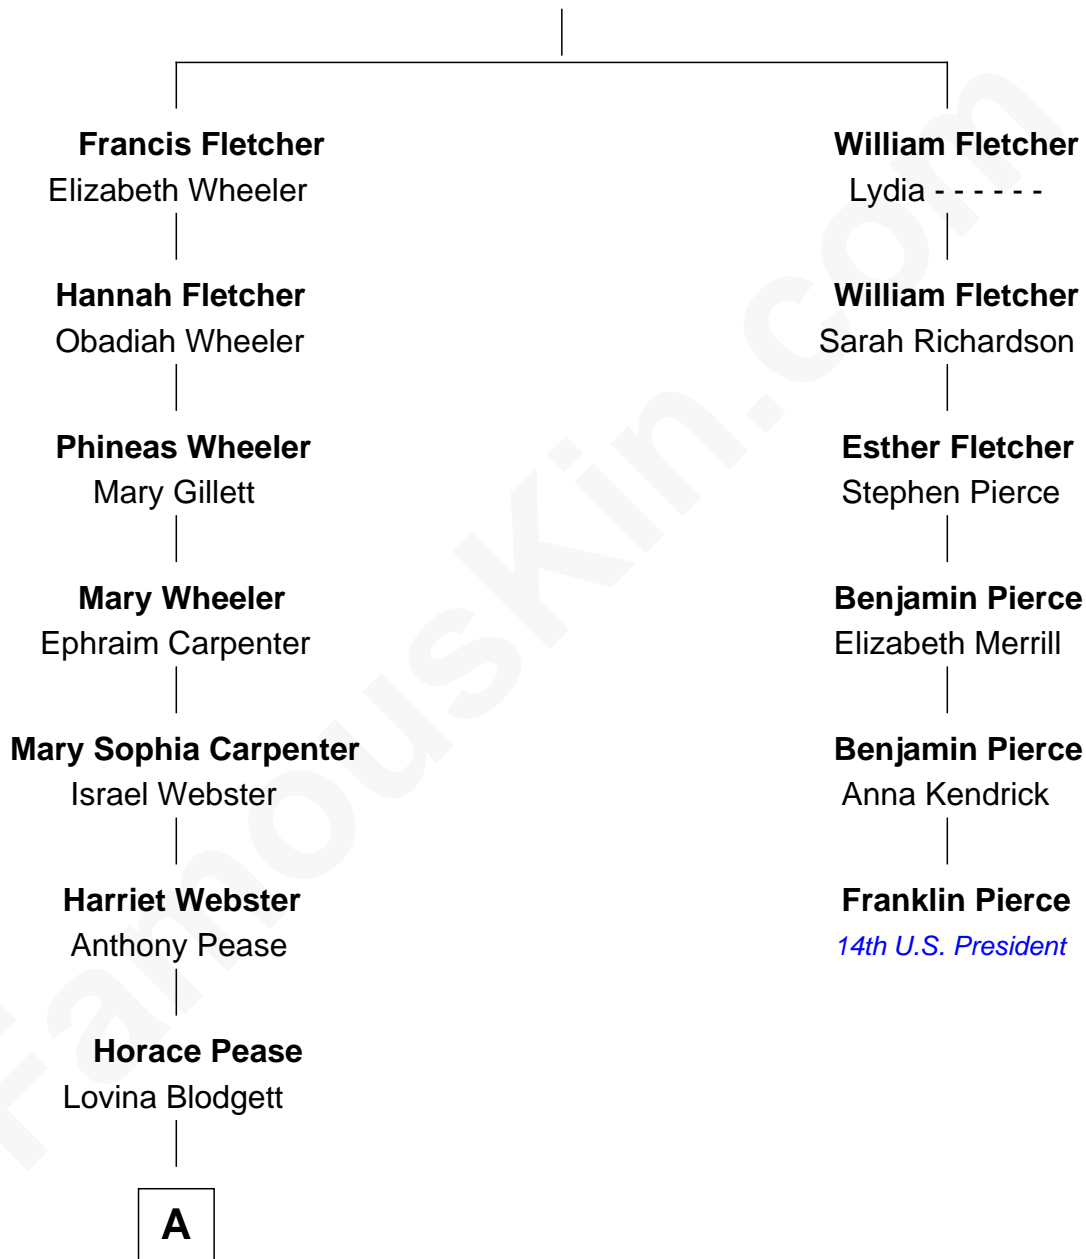 Francis Fletcher
Elizabeth Wheeler
Hannah Fletcher
Obadiah Wheeler
Phineas Wheeler
Mary Gillett
Mary Wheeler
Ephraim Carpenter
Mary Sophia Carpenter
Israel Webster
Harriet Webster
Anthony Pease
Horace Pease
Lovina Blodgett
A
William Fletcher
Lydia - - - - - -
William Fletcher
Sarah Richardson
Esther Fletcher
Stephen Pierce
Benjamin Pierce
Elizabeth Merrill
Benjamin Pierce
Anna Kendrick
Franklin Pierce
14th U.S. President
FamousKin.com